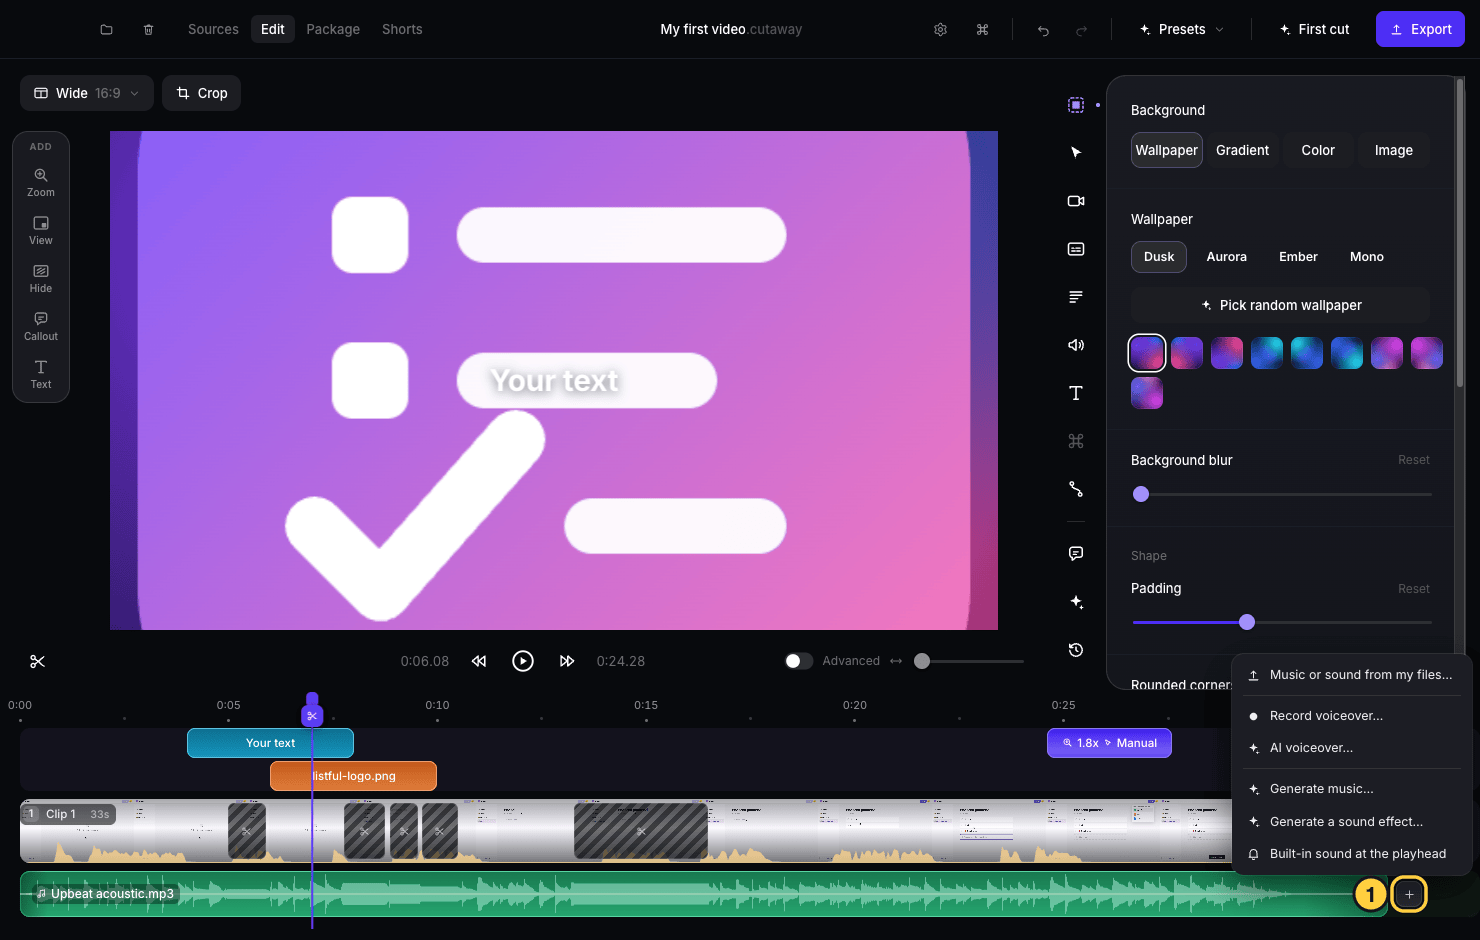 Sources Edit Package Shorts
My first video.cutaway
Presets
First cut
Export
Wide 16:9
Crop
ADD
Zoom
View
Hide
Callout
Text
Your text
Background
Wallpaper Gradient Color Image
Wallpaper
Dusk Aurora Ember Mono
Pick random wallpaper
Background blur Reset
Shape
Padding Reset
Rounded corners
0:06.08
0:24.28
Advanced
0:00 0:05 0:10 0:15 0:20 0:25
Your text
1.8x Manual
listful-logo.png
1 Clip 1 33s
Upbeat acoustic.mp3
Music or sound from my files...
Record voiceover...
AI voiceover...
Generate music...
Generate a sound effect...
Built-in sound at the playhead
1